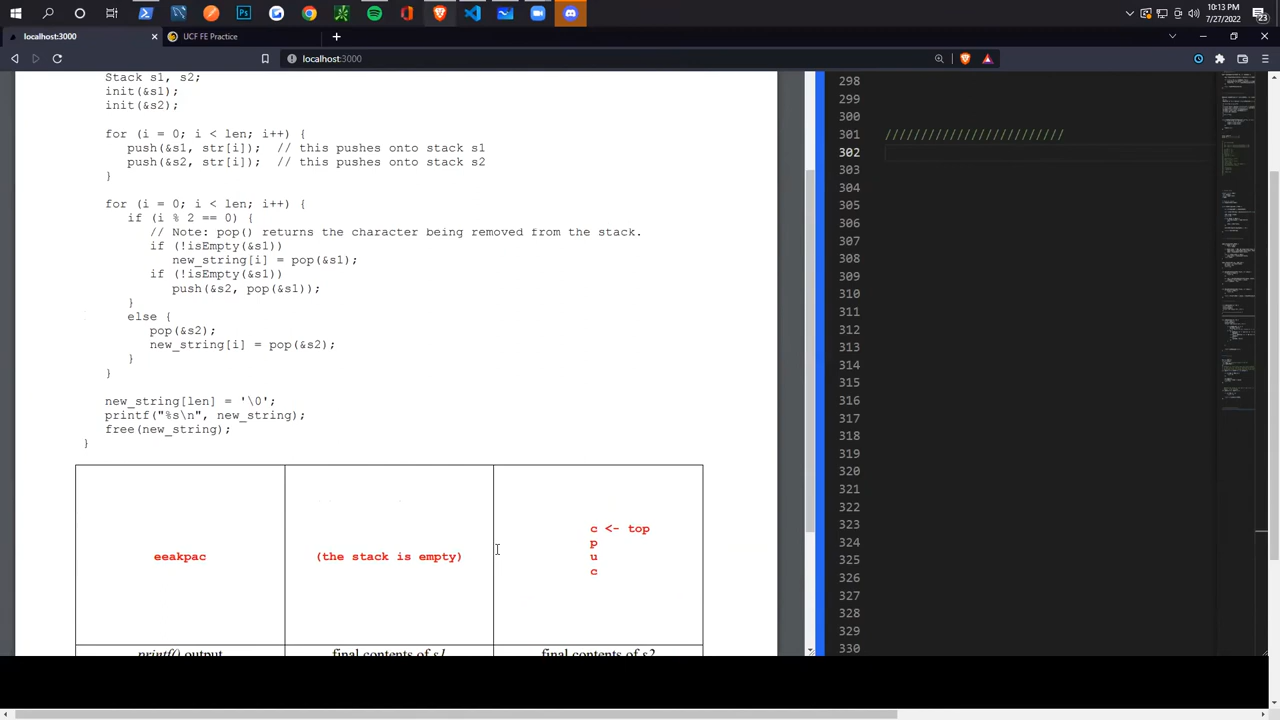 10:13 PM
7/27/2022
23
localhost:3000
UCF FE Practice
localhost:3000
Stack s1, s2;
init(&s1);
init(&s2);
for (i = 0; i < len; i++) {
push(&s1, str[i]); // this pushes onto stack s1
push(&s2, str[i]); // this pushes onto stack s2
}
for (i = 0; i < len; i++) {
if (i % 2 == 0) {
// Note: pop() returns the character being removed from the stack.
if (!isEmpty(&s1))
new_string[i] = pop(&s1);
if (!isEmpty(&s1))
push(&s2, pop(&s1));
}
else {
pop(&s2);
new_string[i] = pop(&s2);
}
}
new_string[len] = '\0';
printf("%s\n", new_string);
free(new_string);
}
eeakpac
(the stack is empty)
c <- top
p
u
c
printf() output
final contents of s1
final contents of s2
298
299
300
301 ////////////////////////
302
303
304
305
306
307
308
309
310
311
312
313
314
315
316
317
318
319
320
321
322
323
324
325
326
327
328
329
330